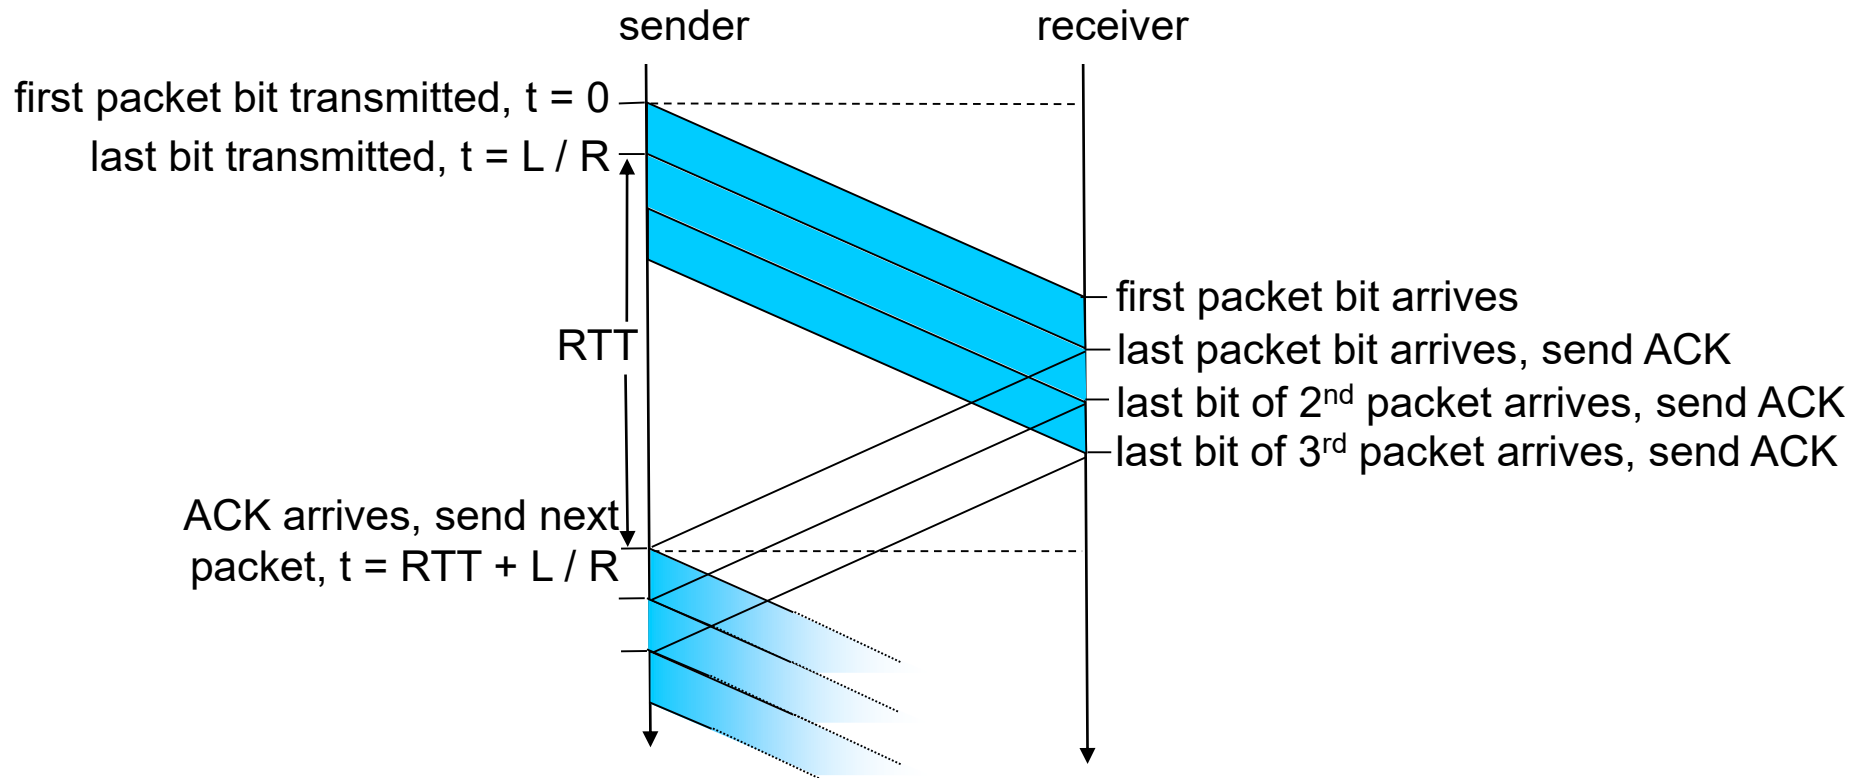 sender
receiver
first packet bit transmitted, t = 0
last bit transmitted, t = L / R
first packet bit arrives
RTT
last packet bit arrives, send ACK
last bit of 2nd packet arrives, send ACK
last bit of 3rd packet arrives, send ACK
ACK arrives, send next
packet, t = RTT + L / R